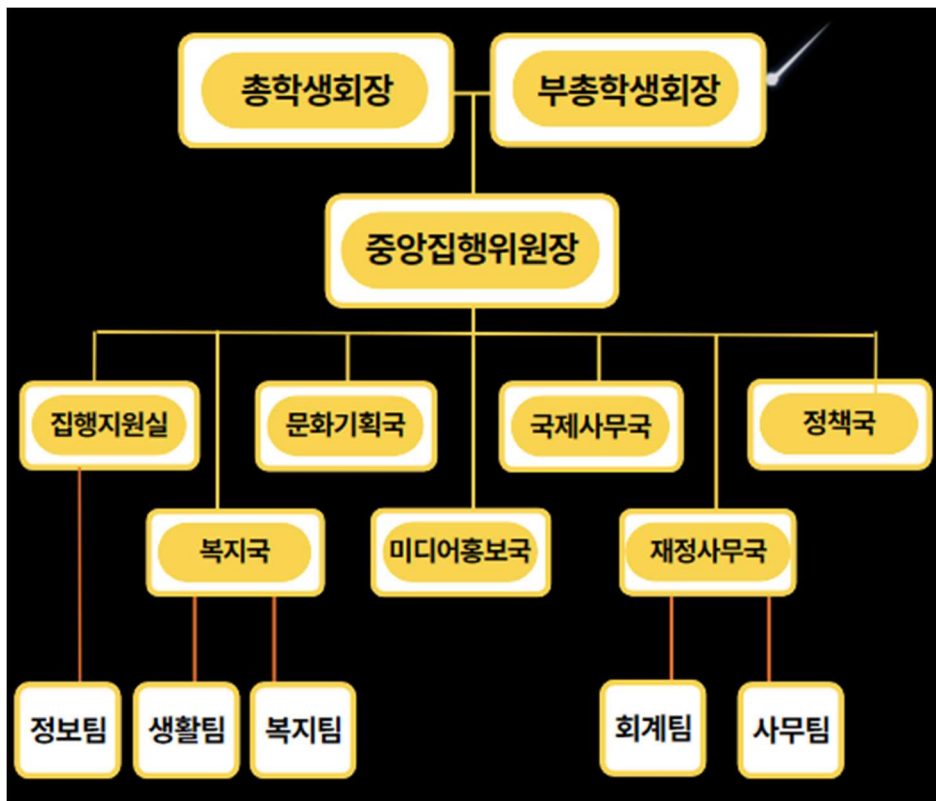 총학생회장
부총학생회장
중앙집행위원장
집행지원실
문화기획국
국제사무국
정책국
복지국
미디어홍보국
재정사무국
정보팀
생활팀
복지팀
회계팀
사무팀